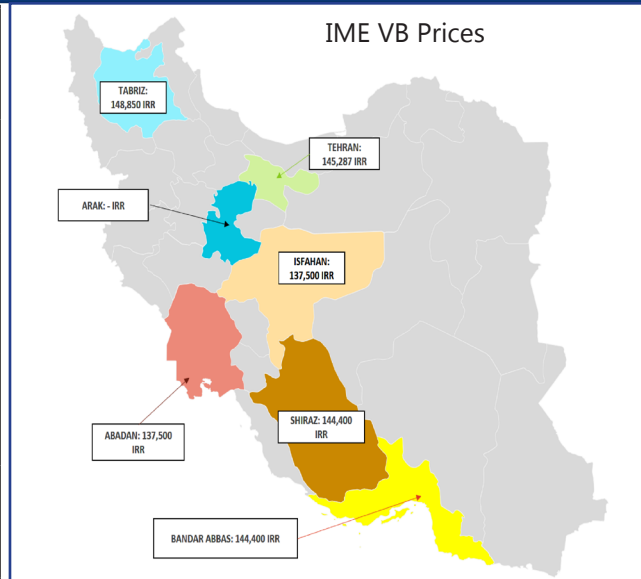 IME VB Prices
TABRIZ:
148,850 IRR
TEHRAN:
145,287 IRR
ARAK: - IRR
ISFAHAN:
137,500 IRR
ABADAN: 137,500
IRR
SHIRAZ: 144,400
IRR
BANDAR ABBAS: 144,400 IRR